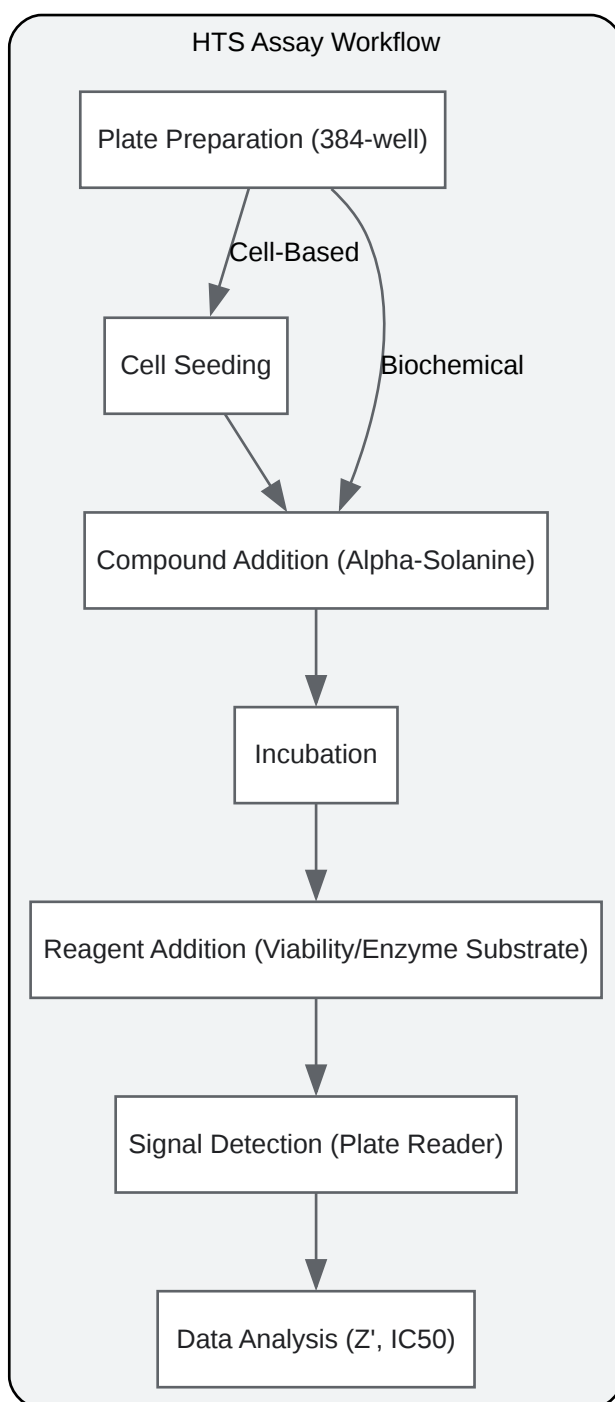 HTS Assay Workflow
Plate Preparation (384-well)
Cell-Based
Cell Seeding
Biochemical
Compound Addition (Alpha-Solanine)
Incubation
Reagent Addition (Viability/Enzyme Substrate)
Signal Detection (Plate Reader)
Data Analysis (Z', IC50)